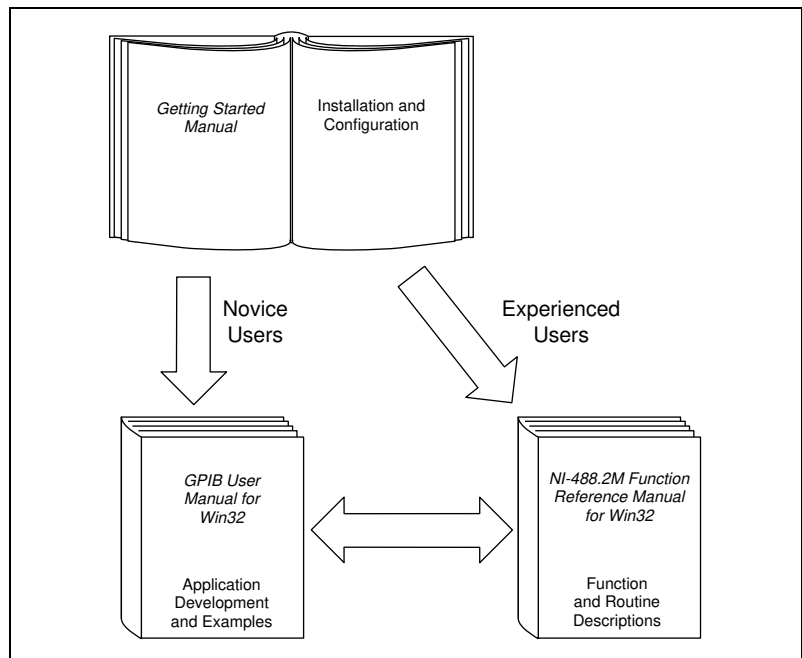 Getting Started
Manual
Installation and
Configuration
Novice
Users
Experienced
Users
GPIB User
Manual for
Win32
Application
Development
and Examples
NI-488.2M Function
Reference Manual
for Win32
Function
and Routine
Descriptions